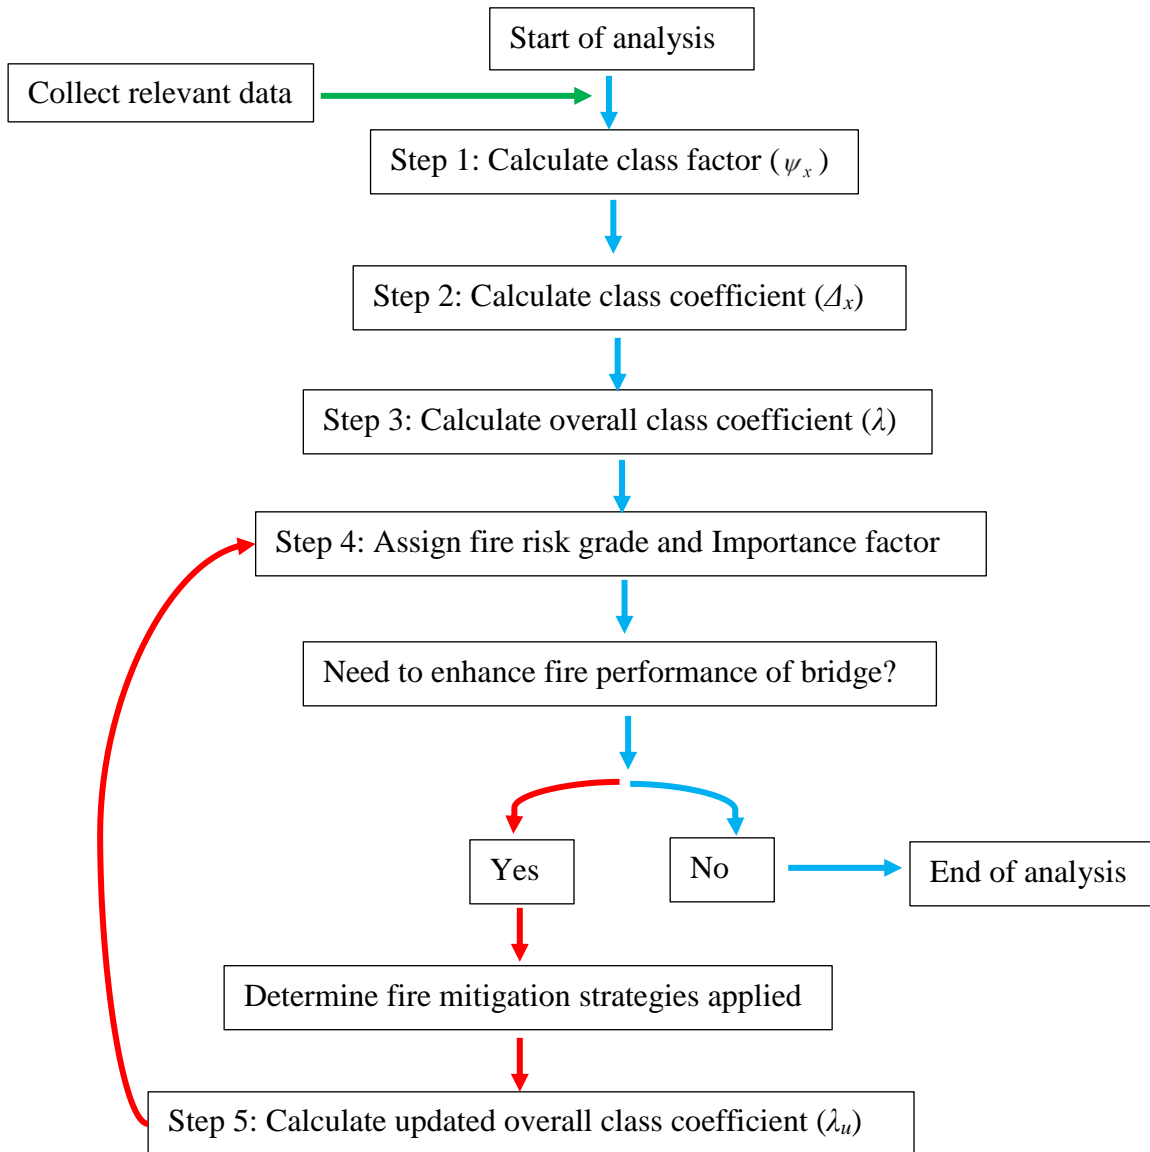 Start of analysis
Collect relevant data
Step 1: Calculate class factor (ψₓ)
Step 2: Calculate class coefficient (Δₓ)
Step 3: Calculate overall class coefficient (λ)
Step 4: Assign fire risk grade and Importance factor
Need to enhance fire performance of bridge?
Yes
No
End of analysis
Determine fire mitigation strategies applied
Step 5: Calculate updated overall class coefficient (λᵤ)